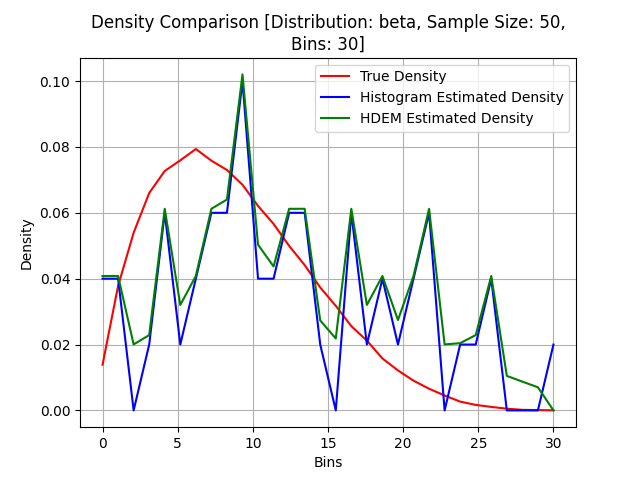 Density Comparison [Distribution: beta, Sample Size: 50,
Bins: 30]
True Density
Histogram Estimated Density
HDEM Estimated Density
Density
0.10
0.08
0.06
0.04
0.02
0.00
0 5 10 15 20 25 30
Bins